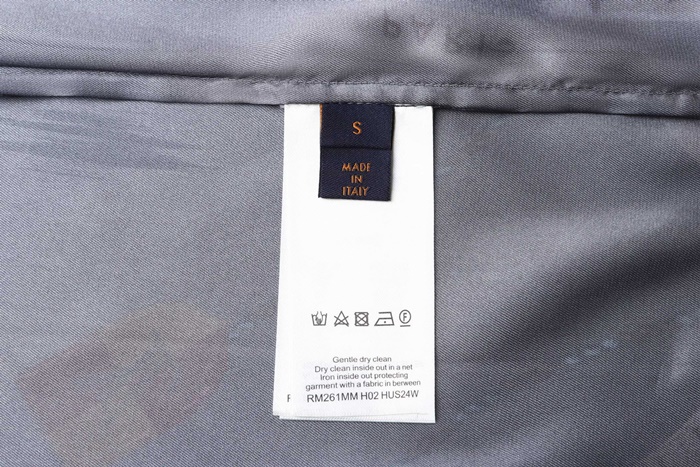 S
MADE
IN
ITALY
F
Gentle dry clean
Dry clean inside out in a net
Iron inside out protecting
garment with a fabric in berween
F RM261MM H02 HUS24W